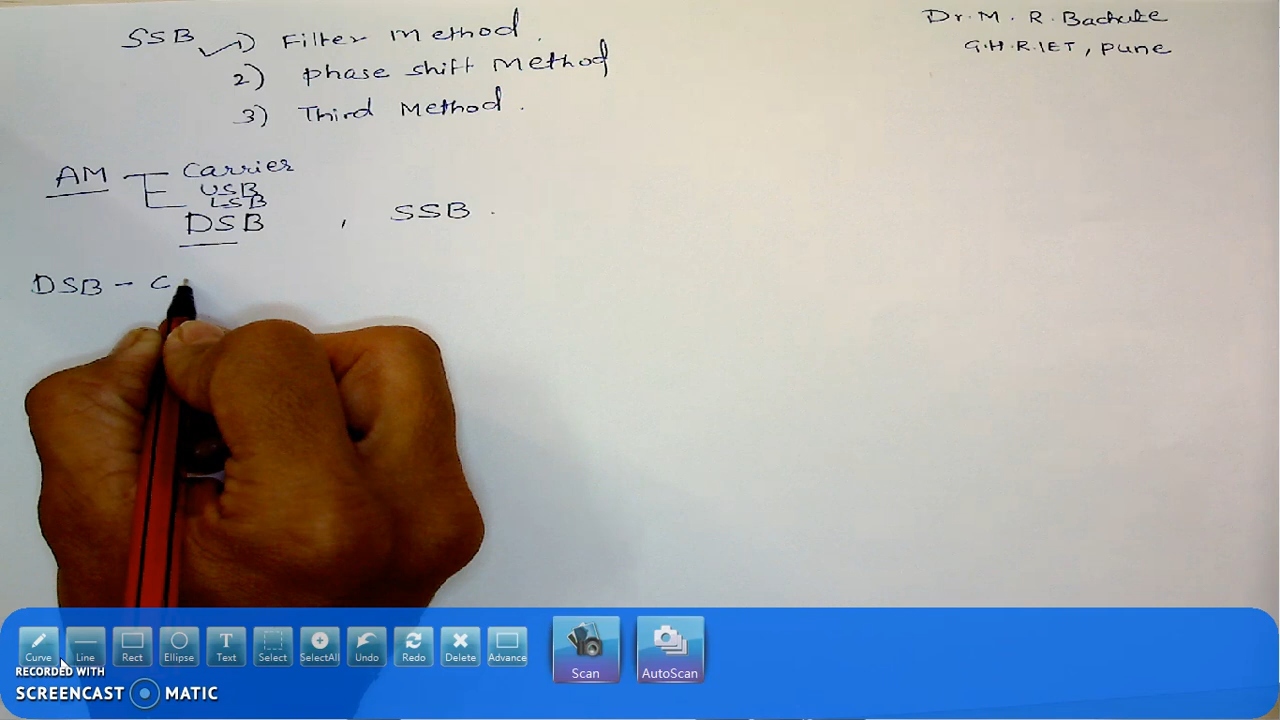 SSB 1) Filter Method.
2) Phase shift Method
3) Third Method.
Dr. M. R. Bachute
G.H.R.IET, Pune
AM Carrier
USB
LSB
DSB , SSB.
DSB - C
Curve Line Rect Ellipse Text Select SelectAll Undo Redo Delete Advance Scan AutoScan
RECORDED WITH
SCREENCAST MATIC